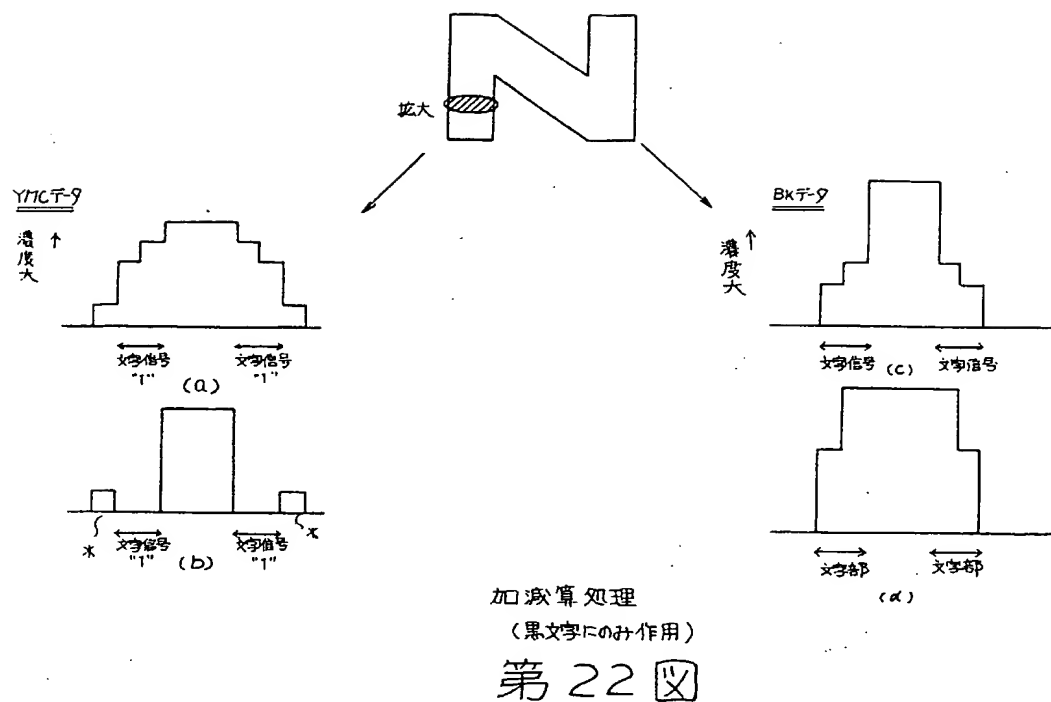 拡大
YMCデータ
濃度大 ↑
文字信号 "1"
文字信号 "1"
(a)
*
文字信号 "1"
文字信号 "1"
*
(b)
BKデータ
濃度大 ↑
文字信号
文字信号
(c)
文字部
文字部
(d)
加減算処理
(黒文字にのみ作用)
第22図